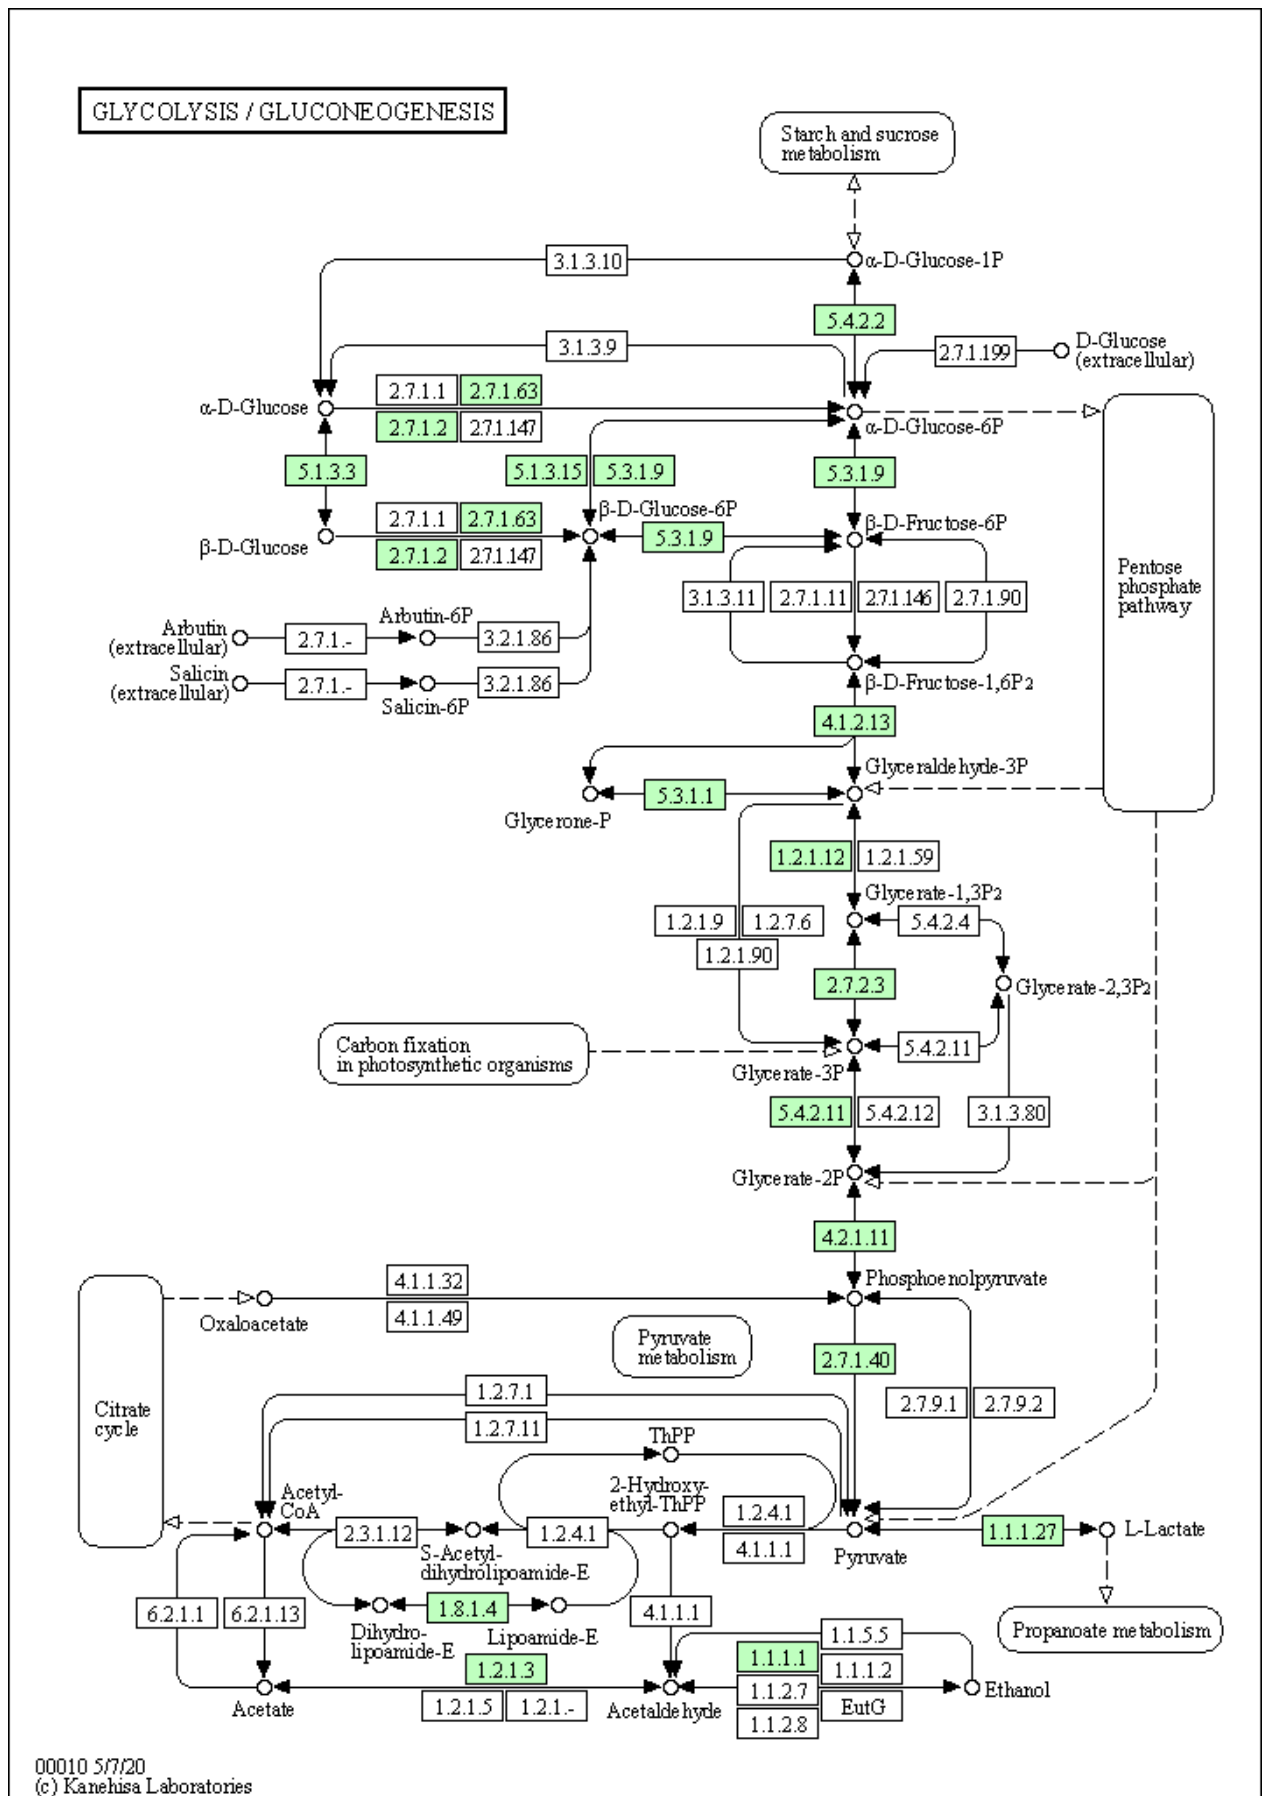 GLYCOLYSIS / GLUCONEOGENESIS
Starch and sucrose
metabolism
3.1.3.10
α-D-Glucose-1P
5.4.2.2
3.1.3.9
2.7.1.199
D-Glucose
(extracellular)
2.7.1.1
2.7.1.63
α-D-Glucose
2.7.1.2
2.7.1.147
α-D-Glucose-6P
5.1.3.3
5.1.3.15
5.3.1.9
5.3.1.9
2.7.1.1
2.7.1.63
β-D-Glucose-6P
β-D-Fructose-6P
β-D-Glucose
2.7.1.2
2.7.1.147
5.3.1.9
Pentose
phosphate
pathway
3.1.3.11
2.7.1.11
2.7.1.146
2.7.1.90
Arbutin
(extracellular)
2.7.1.-
Arbutin-6P
3.2.1.86
Salicin
(extracellular)
2.7.1.-
Salicin-6P
3.2.1.86
β-D-Fructose-1,6P2
4.1.2.13
Glyceraldehyde-3P
5.3.1.1
Glycerone-P
1.2.1.12
1.2.1.59
Glycerate-1,3P2
1.2.1.9
1.2.7.6
5.4.2.4
1.2.1.90
2.7.2.3
Glycerate-2,3P2
Carbon fixation
in photosynthetic organisms
5.4.2.11
Glycerate-3P
5.4.2.11
5.4.2.12
3.1.3.80
Glycerate-2P
4.2.1.11
Phosphoenolpyruvate
4.1.1.32
Oxaloacetate
4.1.1.49
Pyruvate
metabolism
2.7.1.40
1.2.7.1
2.7.9.1
2.7.9.2
Citrate
cycle
1.2.7.11
ThPP
Acetyl-
CoA
2-Hydroxy-
ethyl-ThPP
1.2.4.1
2.3.1.12
1.2.4.1
1.1.1.27
L-Lactate
S-Acetyl-
dihydrolipoamide-E
4.1.1.1
Pyruvate
6.2.1.1
6.2.1.13
1.8.1.4
4.1.1.1
Dihydro-
lipoamide-E
Lipoamide-E
Propanoate metabolism
1.1.5.5
1.2.1.3
1.1.1.1
1.1.1.2
Acetate
1.2.1.5
1.2.1.-
Acetaldehyde
1.1.2.7
EutG
Ethanol
1.1.2.8
00010 5/7/20
(c) Kanehisa Laboratories